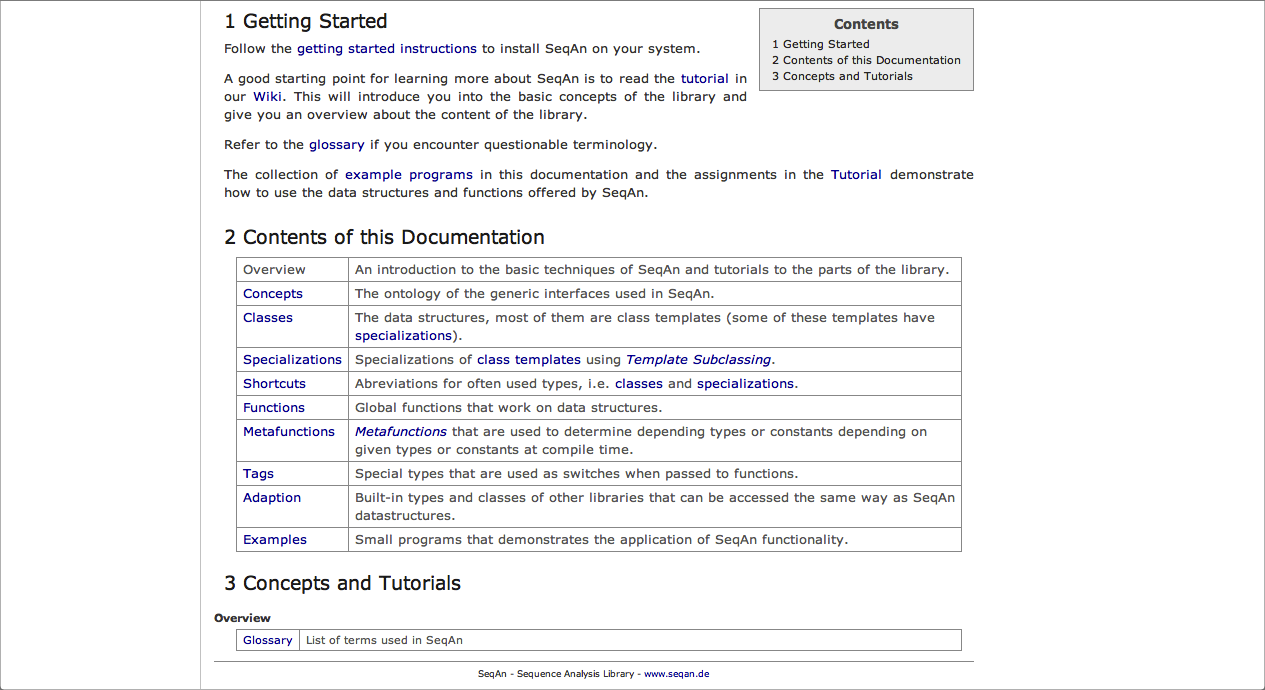 1 Getting Started
Contents
1 Getting Started
2 Contents of this Documentation
3 Concepts and Tutorials
Follow the getting started instructions to install SeqAn on your system.
A good starting point for learning more about SeqAn is to read the tutorial in
our Wiki. This will introduce you into the basic concepts of the library and
give you an overview about the content of the library.
Refer to the glossary if you encounter questionable terminology.
The collection of example programs in this documentation and the assignments in the Tutorial demonstrate
how to use the data structures and functions offered by SeqAn.
2 Contents of this Documentation
Overview An introduction to the basic techniques of SeqAn and tutorials to the parts of the library.
Concepts The ontology of the generic interfaces used in SeqAn.
Classes The data structures, most of them are class templates (some of these templates have
specializations).
Specializations Specializations of class templates using Template Subclassing.
Shortcuts Abreviations for often used types, i.e. classes and specializations.
Functions Global functions that work on data structures.
Metafunctions Metafunctions that are used to determine depending types or constants depending on
given types or constants at compile time.
Tags Special types that are used as switches when passed to functions.
Adaption Built-in types and classes of other libraries that can be accessed the same way as SeqAn
datastructures.
Examples Small programs that demonstrates the application of SeqAn functionality.
3 Concepts and Tutorials
Overview
Glossary List of terms used in SeqAn
SeqAn - Sequence Analysis Library - www.seqan.de